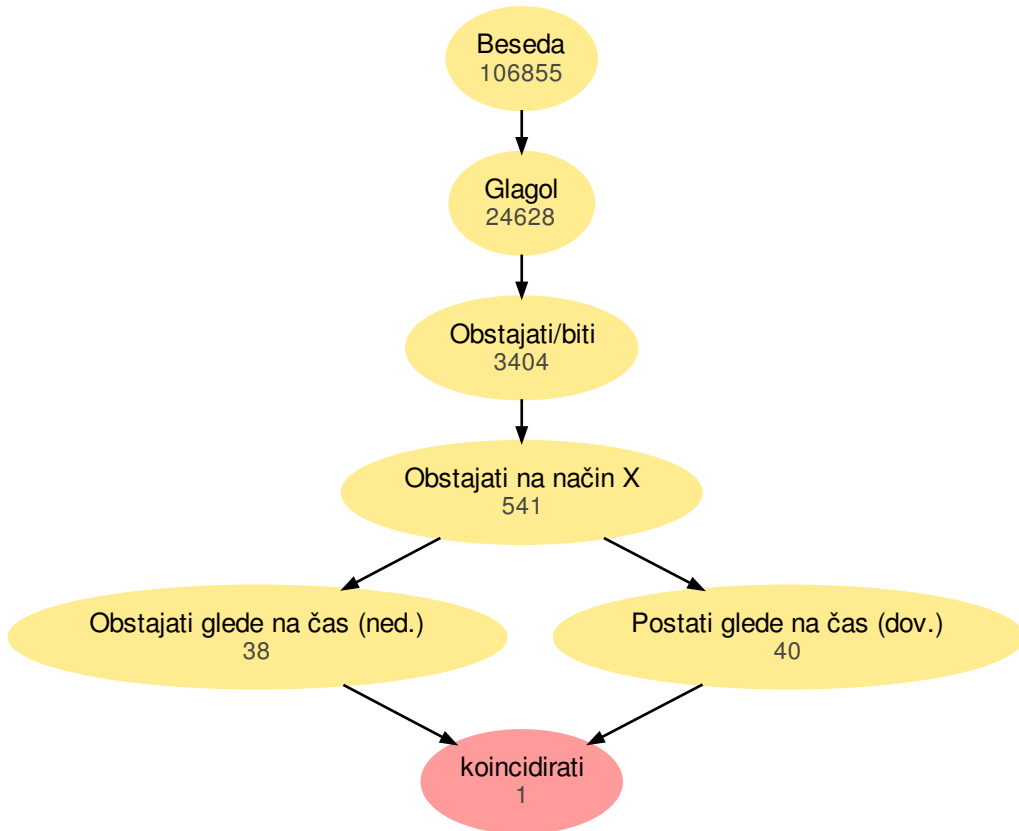 Beseda
106855
Glagol
24628
Obstajati/biti
3404
Obstajati na način X
541
Obstajati glede na čas (ned.)
38
Postati glede na čas (dov.)
40
koincidirati
1